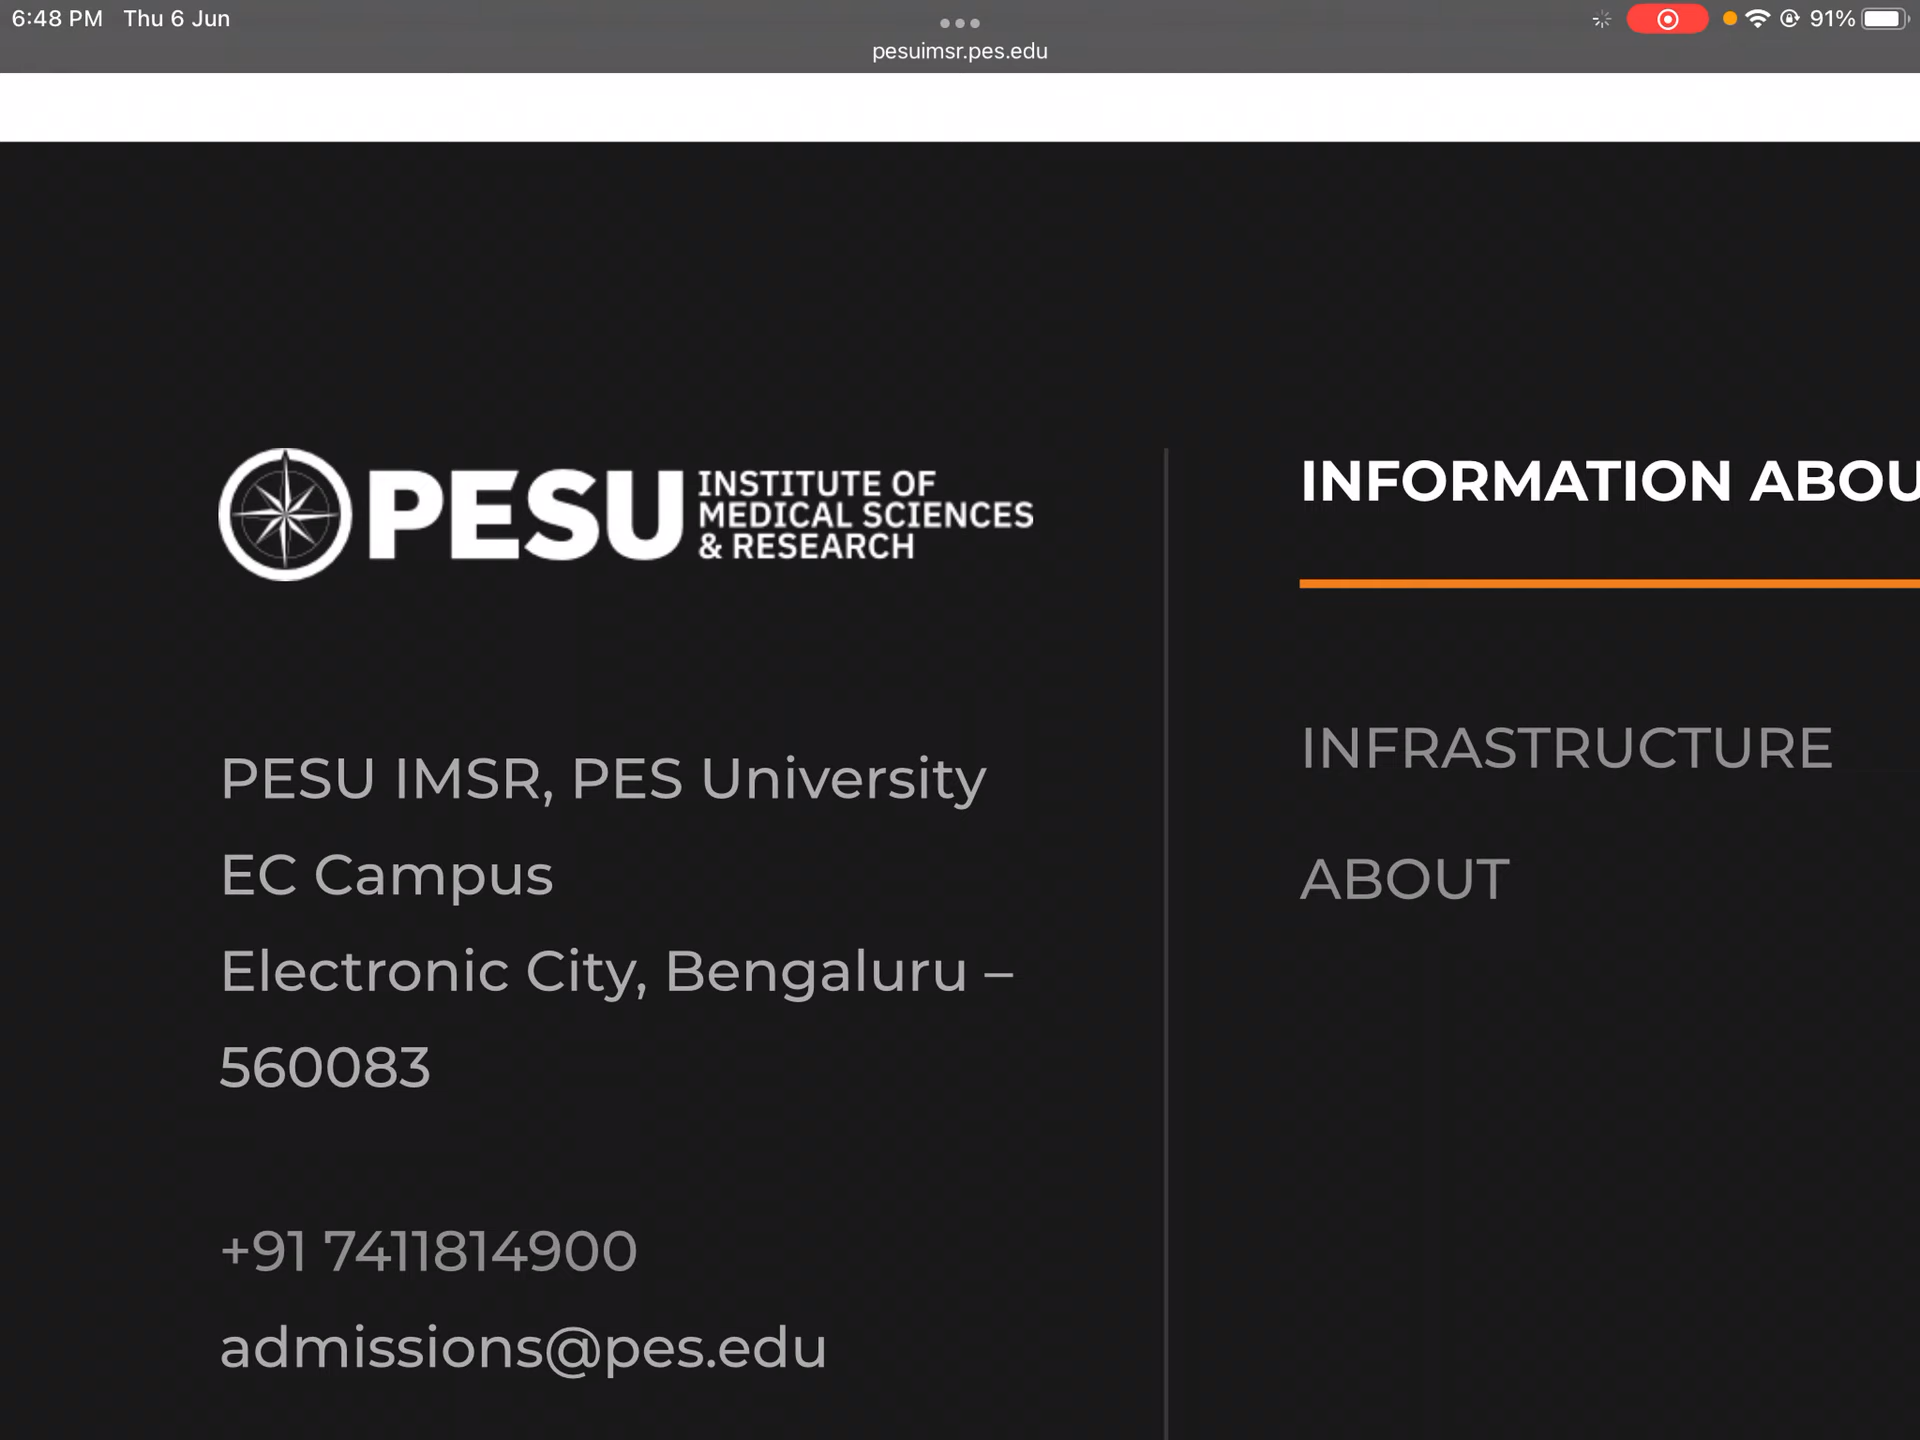 6:48 PM Thu 6 Jun
91%
pesuimsr.pes.edu
PESU INSTITUTE OF
MEDICAL SCIENCES
& RESEARCH
PESU IMSR, PES University
EC Campus
Electronic City, Bengaluru –
560083
+91 7411814900
admissions@pes.edu
INFORMATION ABOU
INFRASTRUCTURE
ABOUT